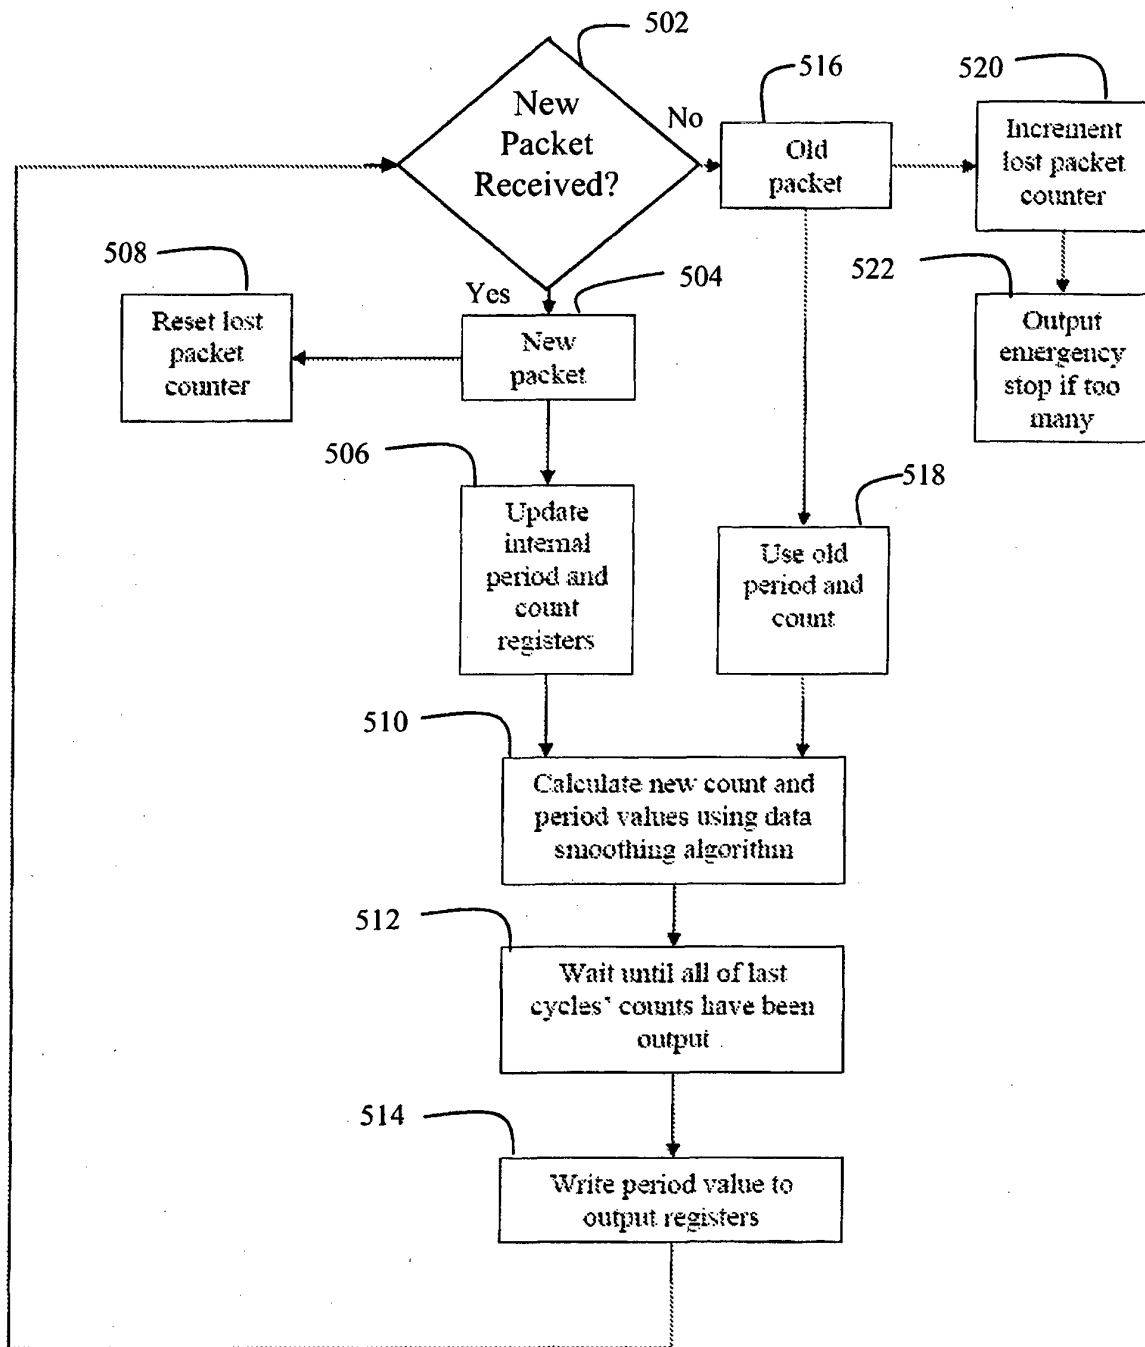 502
New
Packet
Received?
No
516
Old
packet
520
Increment
lost packet
counter
508
Reset lost
packet
counter
Yes
504
New
packet
522
Output
emergency
stop if too
many
506
Update
internal
period and
count
registers
518
Use old
period and
count
510
Calculate new count and
period values using data
smoothing algorithm
512
Wait until all of last
cycles' counts have been
output
514
Write period value to
output registers